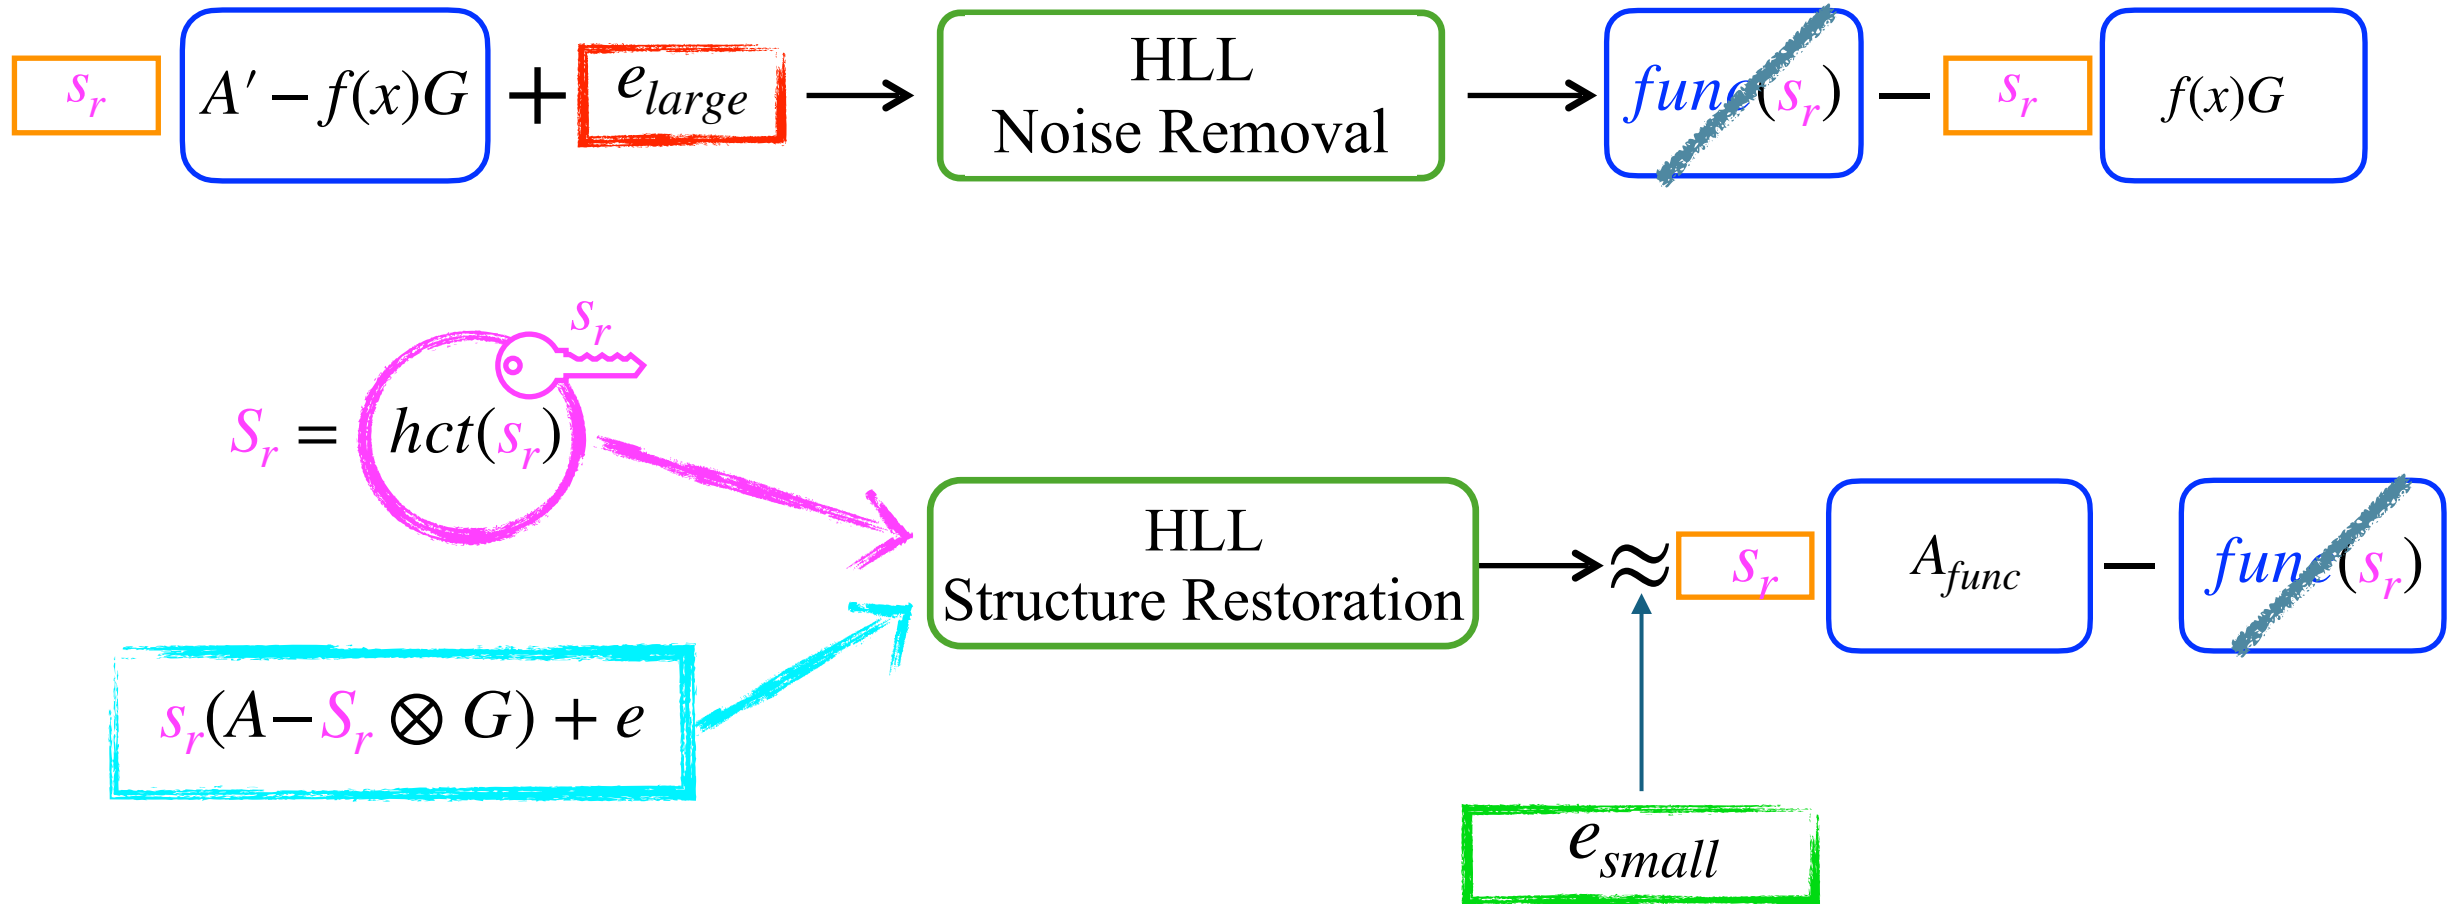 s_r A′ − f(x)G + e_large
HLL
Noise Removal
func(s_r) − s_r f(x)G
s_r
S_r = hct(s_r)
HLL
Structure Restoration
≈ s_r A_func − func(s_r)
s_r(A−S_r ⊗ G) + e
e_small